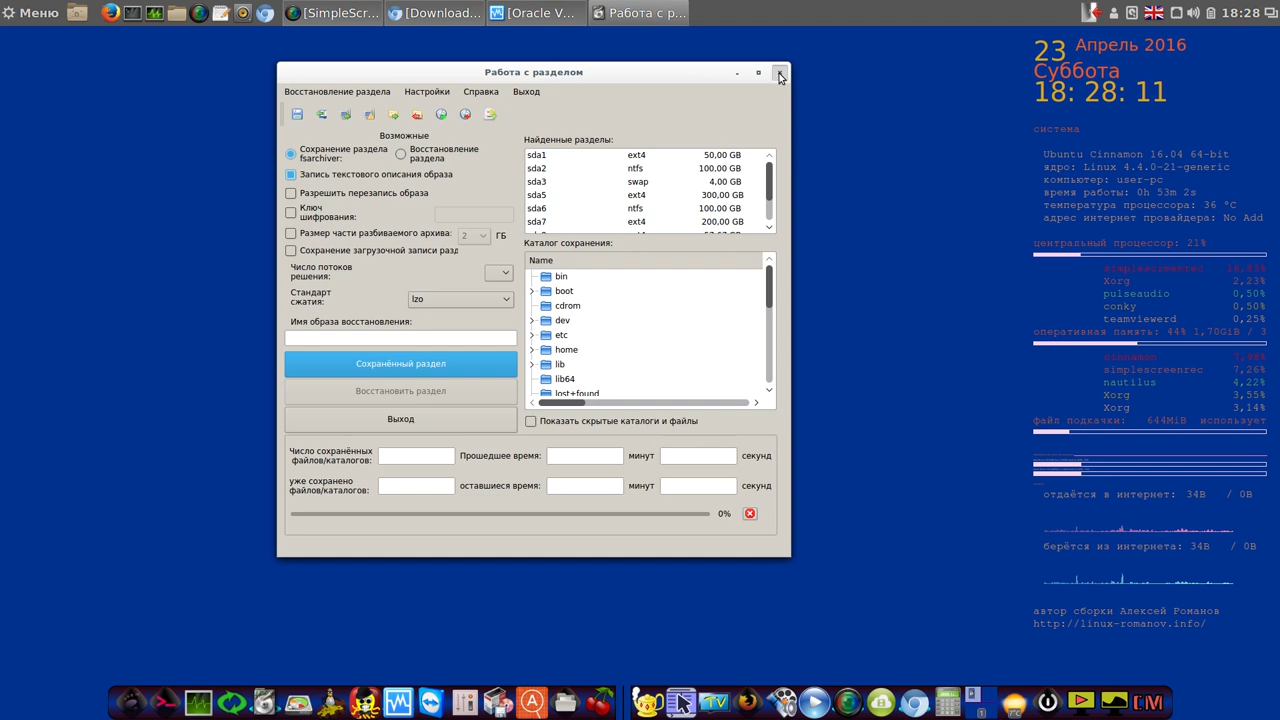 Меню
[SimpleScr...
[Download...
[Oracle V...
Работа с р...
18:28
Работа с разделом
Восстановление раздела Настройки Справка Выход
Возможные
Сохранение раздела
fsarchiver:
Восстановление
раздела
Запись текстового описания образа
Разрешить перезапись образа
Ключ
шифрования:
Размер части разбиваемого архива: 2 ГБ
Сохранение загрузочной записи разд
Число потоков
решения:
Стандарт
сжатия:
lzo
Имя образа восстановления:
Сохранённый раздел
Восстановить раздел
Выход
Найденные разделы:
sda1 ext4 50,00 GB
sda2 ntfs 100,00 GB
sda3 swap 4,00 GB
sda5 ext4 300,00 GB
sda6 ntfs 100,00 GB
sda7 ext4 200,00 GB
Каталог сохранения:
Name
bin
boot
cdrom
dev
etc
home
lib
lib64
lost+found
Показать скрытые каталоги и файлы
Число сохранённых
файлов/каталогов:
Прошедшее время: минут секунд
уже сохранено
файлов/каталогов:
оставшиеся время: минут секунд
0%
23 Апрель 2016
Суббота
18: 28: 11
система
Ubuntu Cinnamon 16.04 64-bit
ядро: Linux 4.4.0-21-generic
компьютер: user-pc
время работы: 0h 53m 2s
температура процессора: 36 °C
адрес интернет провайдера: No Add
центральный процессор: 21%
simplescreenrec
Xorg 2,23%
pulseaudio 0,50%
conky 0,50%
teamviewerd 0,25%
оперативная память: 44% 1,70GiB / 3
cinnamon
simplescreenrec 7,26%
nautilus 4,22%
Xorg 3,55%
Xorg 3,14%
файл подкачки: 644MiB использует
отдаётся в интернет: 34B / 0B
берётся из интернета: 34B / 0B
автор сборки Алексей Романов
http://linux-romanov.info/
TV